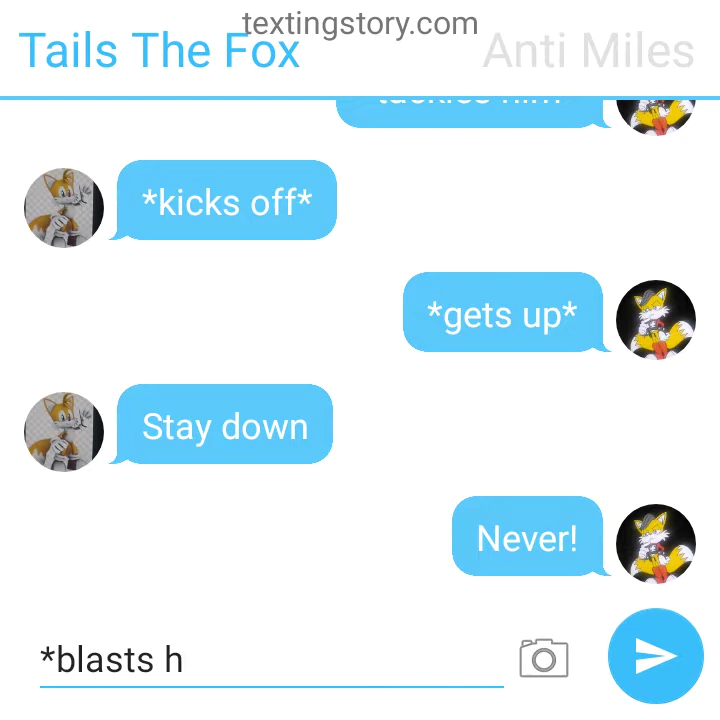 textingstory.com
Tails The Fox
Anti Miles
*kicks off*
*gets up*
Stay down
Never!
*blasts h